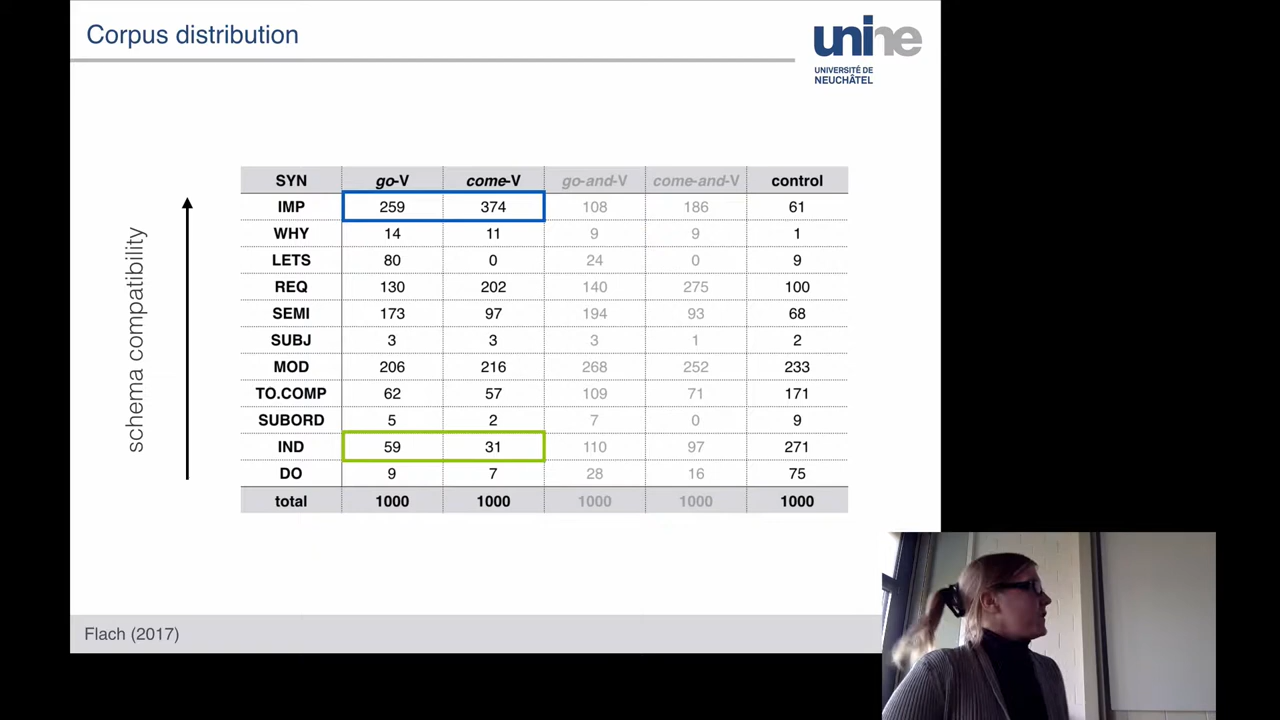 Corpus distribution
unine
UNIVERSITÉ DE
NEUCHÂTEL
schema compatibility
SYN go-V come-V go-and-V come-and-V control
IMP 259 374 108 186 61
WHY 14 11 9 9 1
LETS 80 0 24 0 9
REQ 130 202 140 275 100
SEMI 173 97 194 93 68
SUBJ 3 3 3 1 2
MOD 206 216 268 252 233
TO.COMP 62 57 109 71 171
SUBORD 5 2 7 0 9
IND 59 31 110 97 271
DO 9 7 28 16 75
total 1000 1000 1000 1000 1000
Flach (2017)